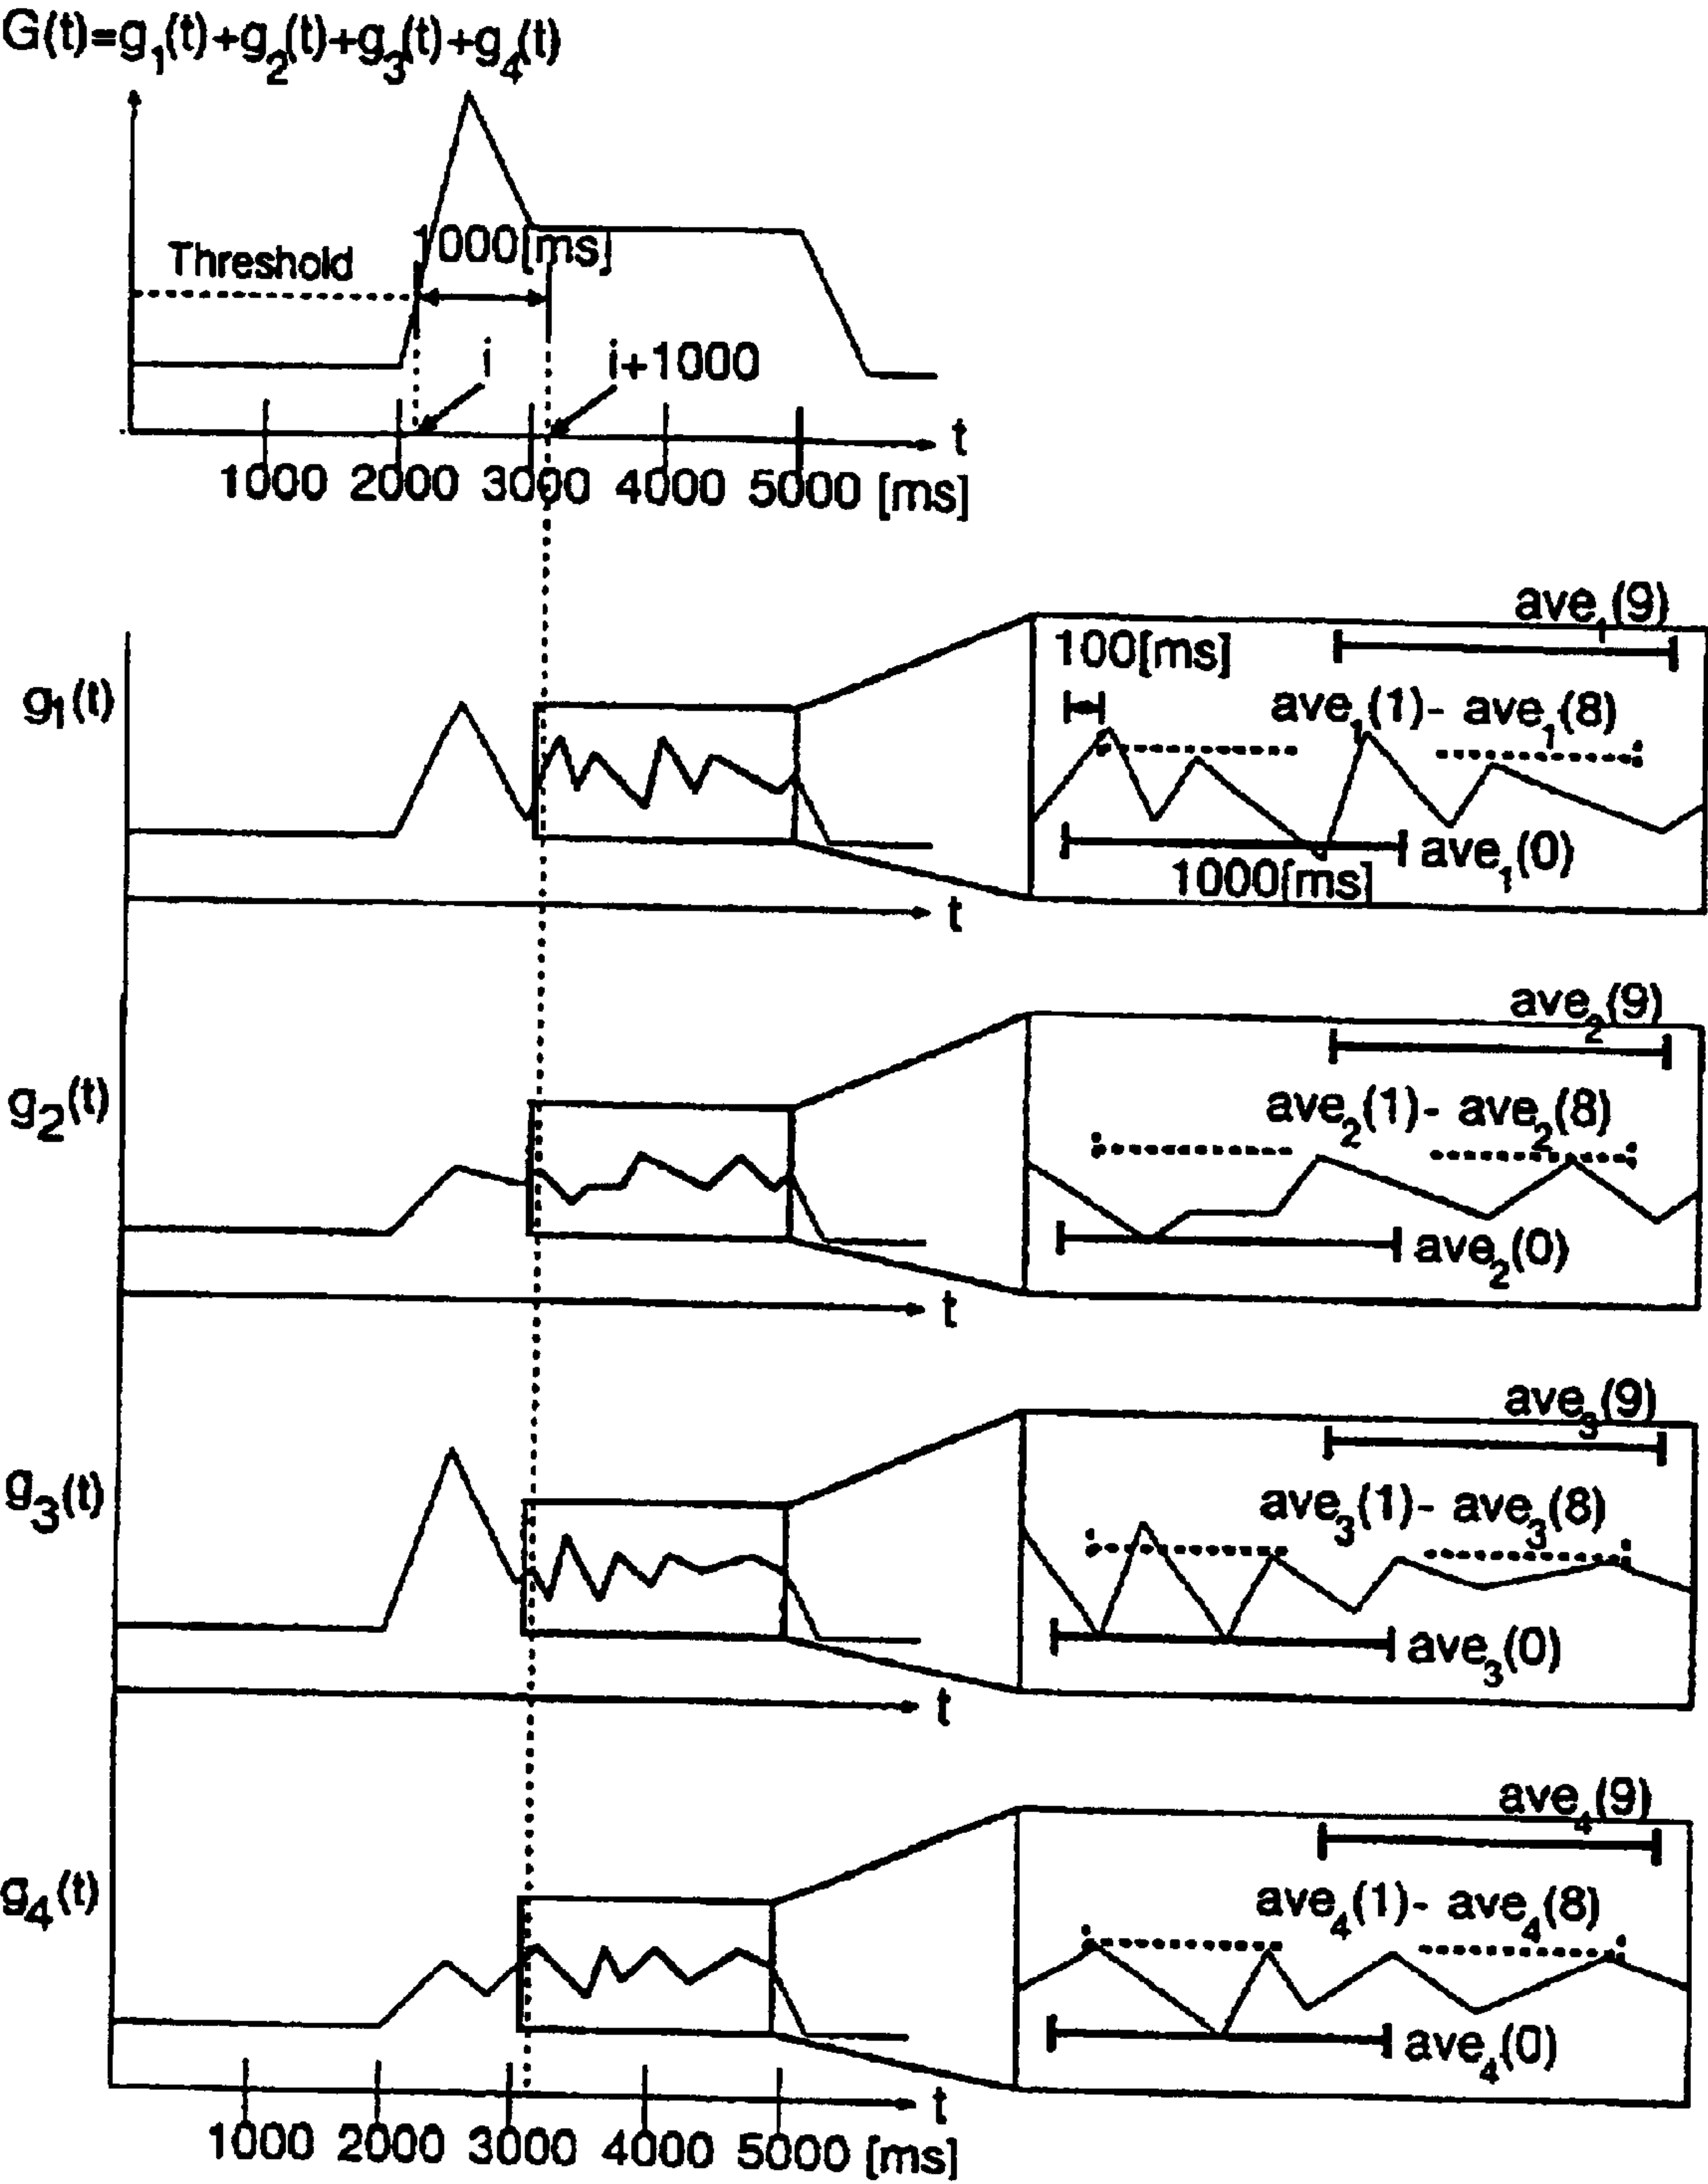 G(t)=g1(t)+g2(t)+g3(t)+g4(t)
1000[ms]
Threshold
i
i+1000
t
1000 2000 3000 4000 5000 [ms]
ave1(9)
100[ms]
g1(t)
ave1(1)- ave1(8)
ave1(0)
1000[ms]
t
ave2(9)
g2(t)
ave2(1)- ave2(8)
ave2(0)
t
ave3(9)
g3(t)
ave3(1)- ave3(8)
ave3(0)
t
ave4(9)
g4(t)
ave4(1)- ave4(8)
ave4(0)
t
1000 2000 3000 4000 5000 [ms]